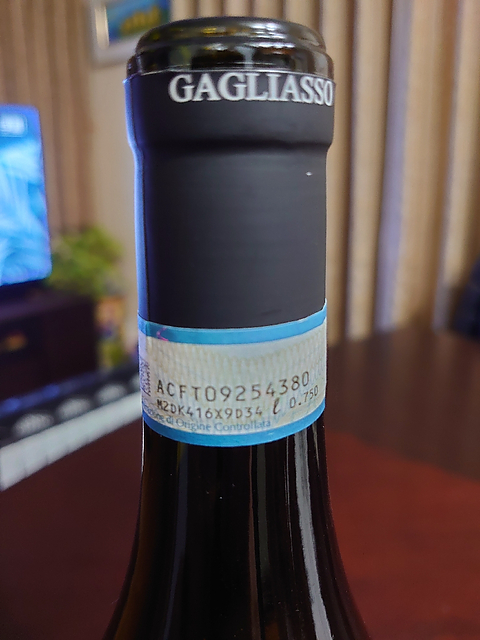 GAGLIASSO
ACFT09254380
M2DK416X9D34 ℓ 0.750
di Origine Controllata